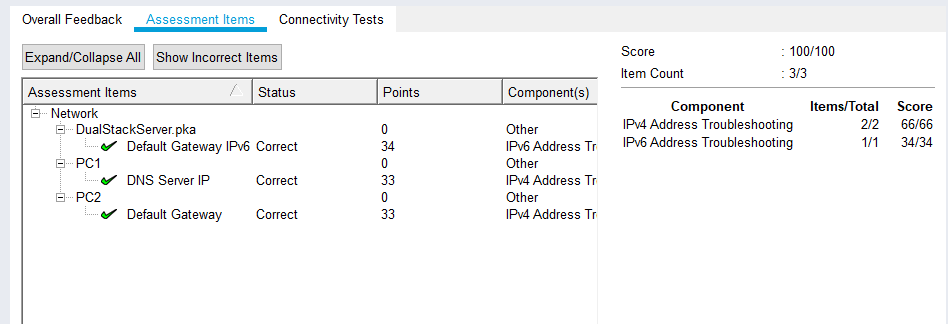 Overall Feedback Assessment Items Connectivity Tests
Expand/Collapse All Show Incorrect Items
Assessment Items Status Points Component(s)
Network
DualStackServer.pka 0 Other
Default Gateway IPv6 Correct 34 IPv6 Address Tr
PC1 0 Other
DNS Server IP Correct 33 IPv4 Address Tr
PC2 0 Other
Default Gateway Correct 33 IPv4 Address Tro
Score : 100/100
Item Count : 3/3
Component Items/Total Score
IPv4 Address Troubleshooting 2/2 66/66
IPv6 Address Troubleshooting 1/1 34/34